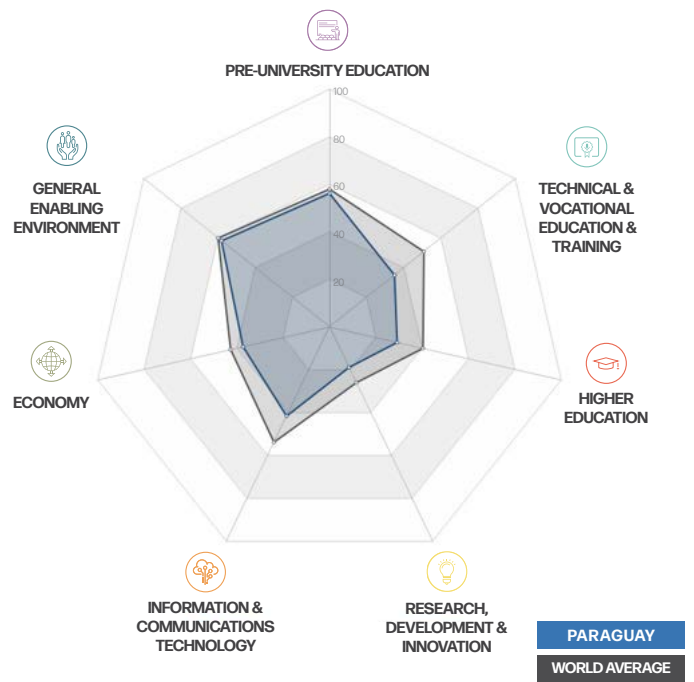 PRE-UNIVERSITY EDUCATION
100
80
60
40
20
TECHNICAL &
VOCATIONAL
EDUCATION &
TRAINING
HIGHER
EDUCATION
RESEARCH,
DEVELOPMENT &
INNOVATION
INFORMATION &
COMMUNICATIONS
TECHNOLOGY
ECONOMY
GENERAL
ENABLING
ENVIRONMENT
PARAGUAY
WORLD AVERAGE